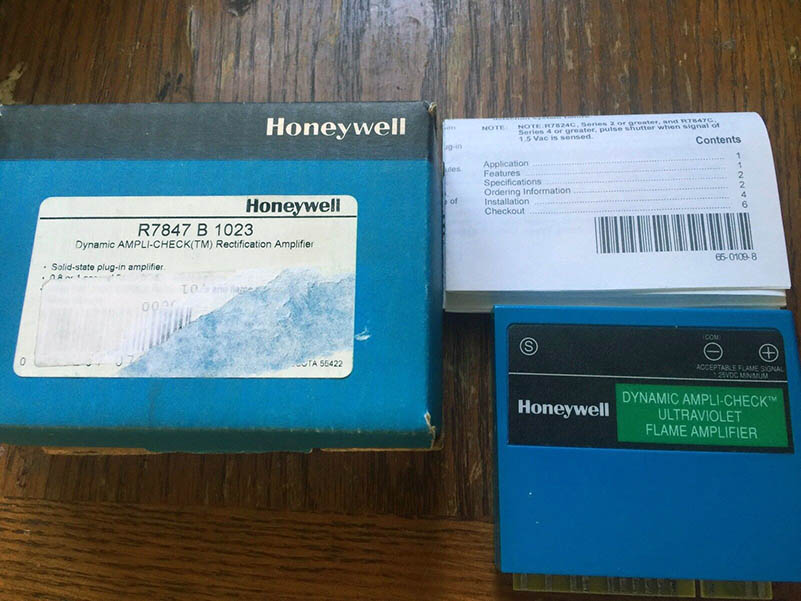 Honeywell
Honeywell
R7847 B 1023
Dynamic AMPLI-CHECK(TM) Rectification Amplifier
• Solid-state plug-in amplifier.
55422
NOTE: NOTE: R7824C, Series 2 or greater, and R7847C,
Series 4 or greater, pulse shutter when signal of
1.5 Vac is sensed.
Contents
Application 1
Features 1
Specifications 2
Ordering Information 2
Installation 4
Checkout 6
65-0109-8
S
(COM)
− +
ACCEPTABLE FLAME SIGNAL
1.25VDC MINIMUM
Honeywell
DYNAMIC AMPLI-CHECK™
ULTRAVIOLET
FLAME AMPLIFIER